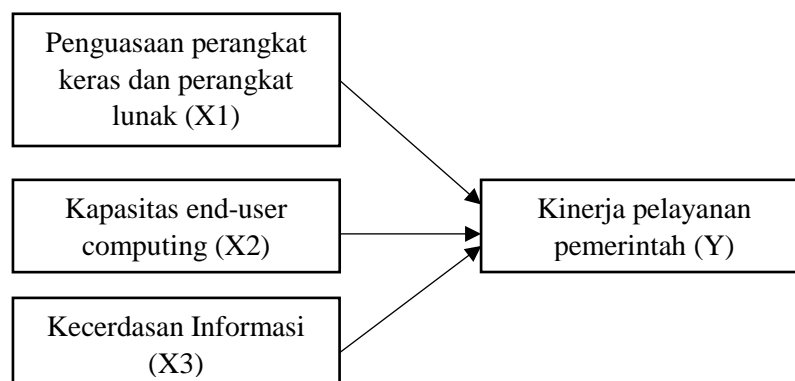 Penguasaan perangkat
keras dan perangkat
lunak (X1)
Kapasitas end-user
computing (X2)
Kinerja pelayanan
pemerintah (Y)
Kecerdasan Informasi
(X3)